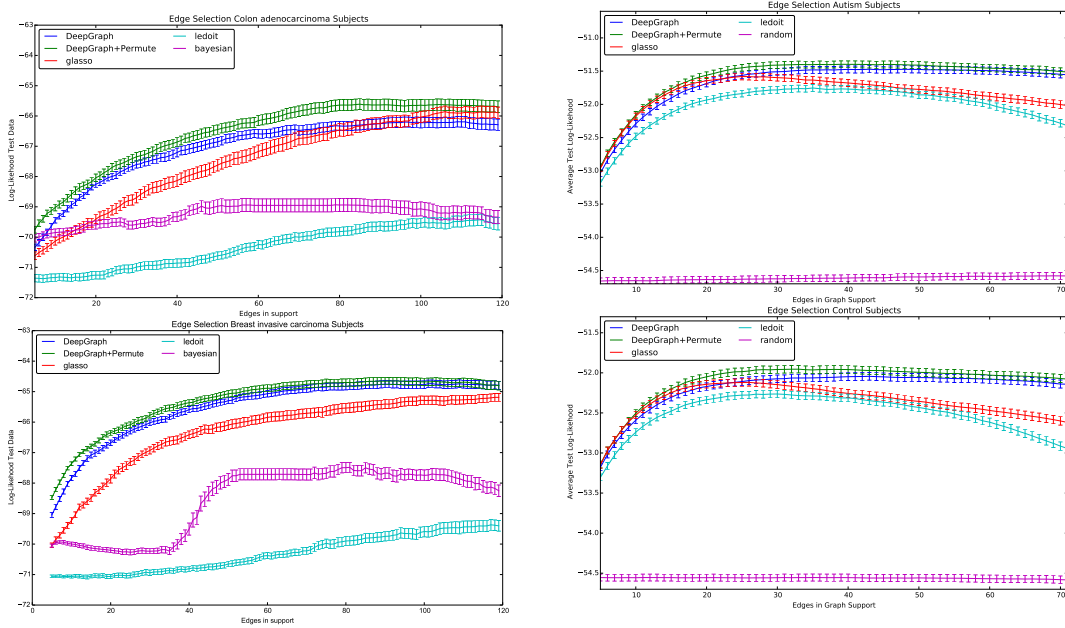 Edge Selection Colon adenocarcinoma Subjects
DeepGraph
DeepGraph+Permute
glasso
ledoit
bayesian
Log-Likehood Test Data
−63
−64
−65
−66
−67
−68
−69
−70
−71
−72
20
40
60
80
100
120
Edges in support
Edge Selection Autism Subjects
DeepGraph
DeepGraph+Permute
glasso
ledoit
random
Average Test Log-Likelihood
−51.0
−51.5
−52.0
−52.5
−53.0
−53.5
−54.0
−54.5
10
20
30
40
50
60
70
Edges in Graph Support
Edge Selection Breast invasive carcinoma Subjects
DeepGraph
DeepGraph+Permute
glasso
ledoit
bayesian
Log-Likehood Test Data
−63
−64
−65
−66
−67
−68
−69
−70
−71
−72
0
20
40
60
80
100
120
Edges in support
Edge Selection Control Subjects
DeepGraph
DeepGraph+Permute
glasso
ledoit
random
Average Test Log-Likelihood
−51.5
−52.0
−52.5
−53.0
−53.5
−54.0
−54.5
10
20
30
40
50
60
70
Edges in Graph Support